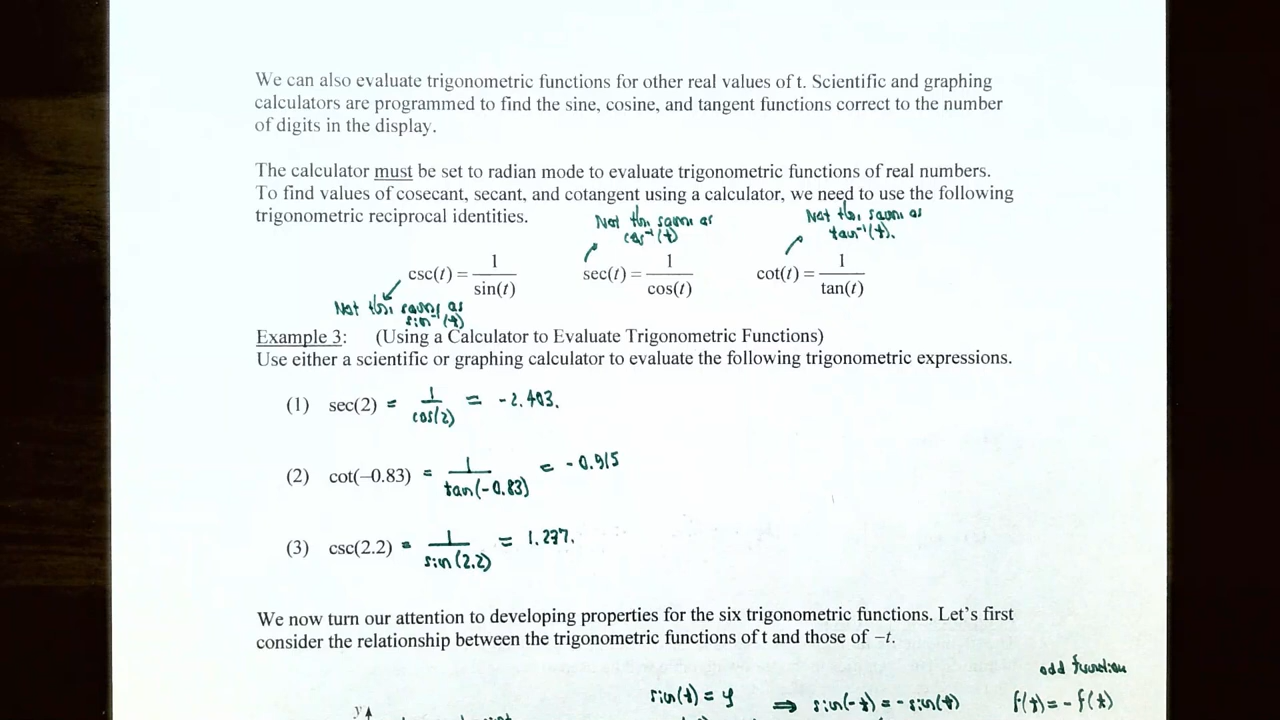 We can also evaluate trigonometric functions for other real values of t. Scientific and graphing
calculators are programmed to find the sine, cosine, and tangent functions correct to the number
of digits in the display.
The calculator must be set to radian mode to evaluate trigonometric functions of real numbers.
To find values of cosecant, secant, and cotangent using a calculator, we need to use the following
trigonometric reciprocal identities.
Not the same as
cos⁻¹(t)
Not the same as
tan⁻¹(t).
csc(t) = 1/sin(t)   sec(t) = 1/cos(t)   cot(t) = 1/tan(t)
Not the same as
sin⁻¹(t)
Example 3: (Using a Calculator to Evaluate Trigonometric Functions)
Use either a scientific or graphing calculator to evaluate the following trigonometric expressions.
(1) sec(2) = 1/cos(2) = -2.403.
(2) cot(−0.83) = 1/tan(-0.83) = -0.915
(3) csc(2.2) = 1/sin(2.2) = 1.237.
We now turn our attention to developing properties for the six trigonometric functions. Let's first
consider the relationship between the trigonometric functions of t and those of −t.
odd function
sin(t) = y ⇒ sin(-t) = -sin(t) f(t) = -f(t)
y